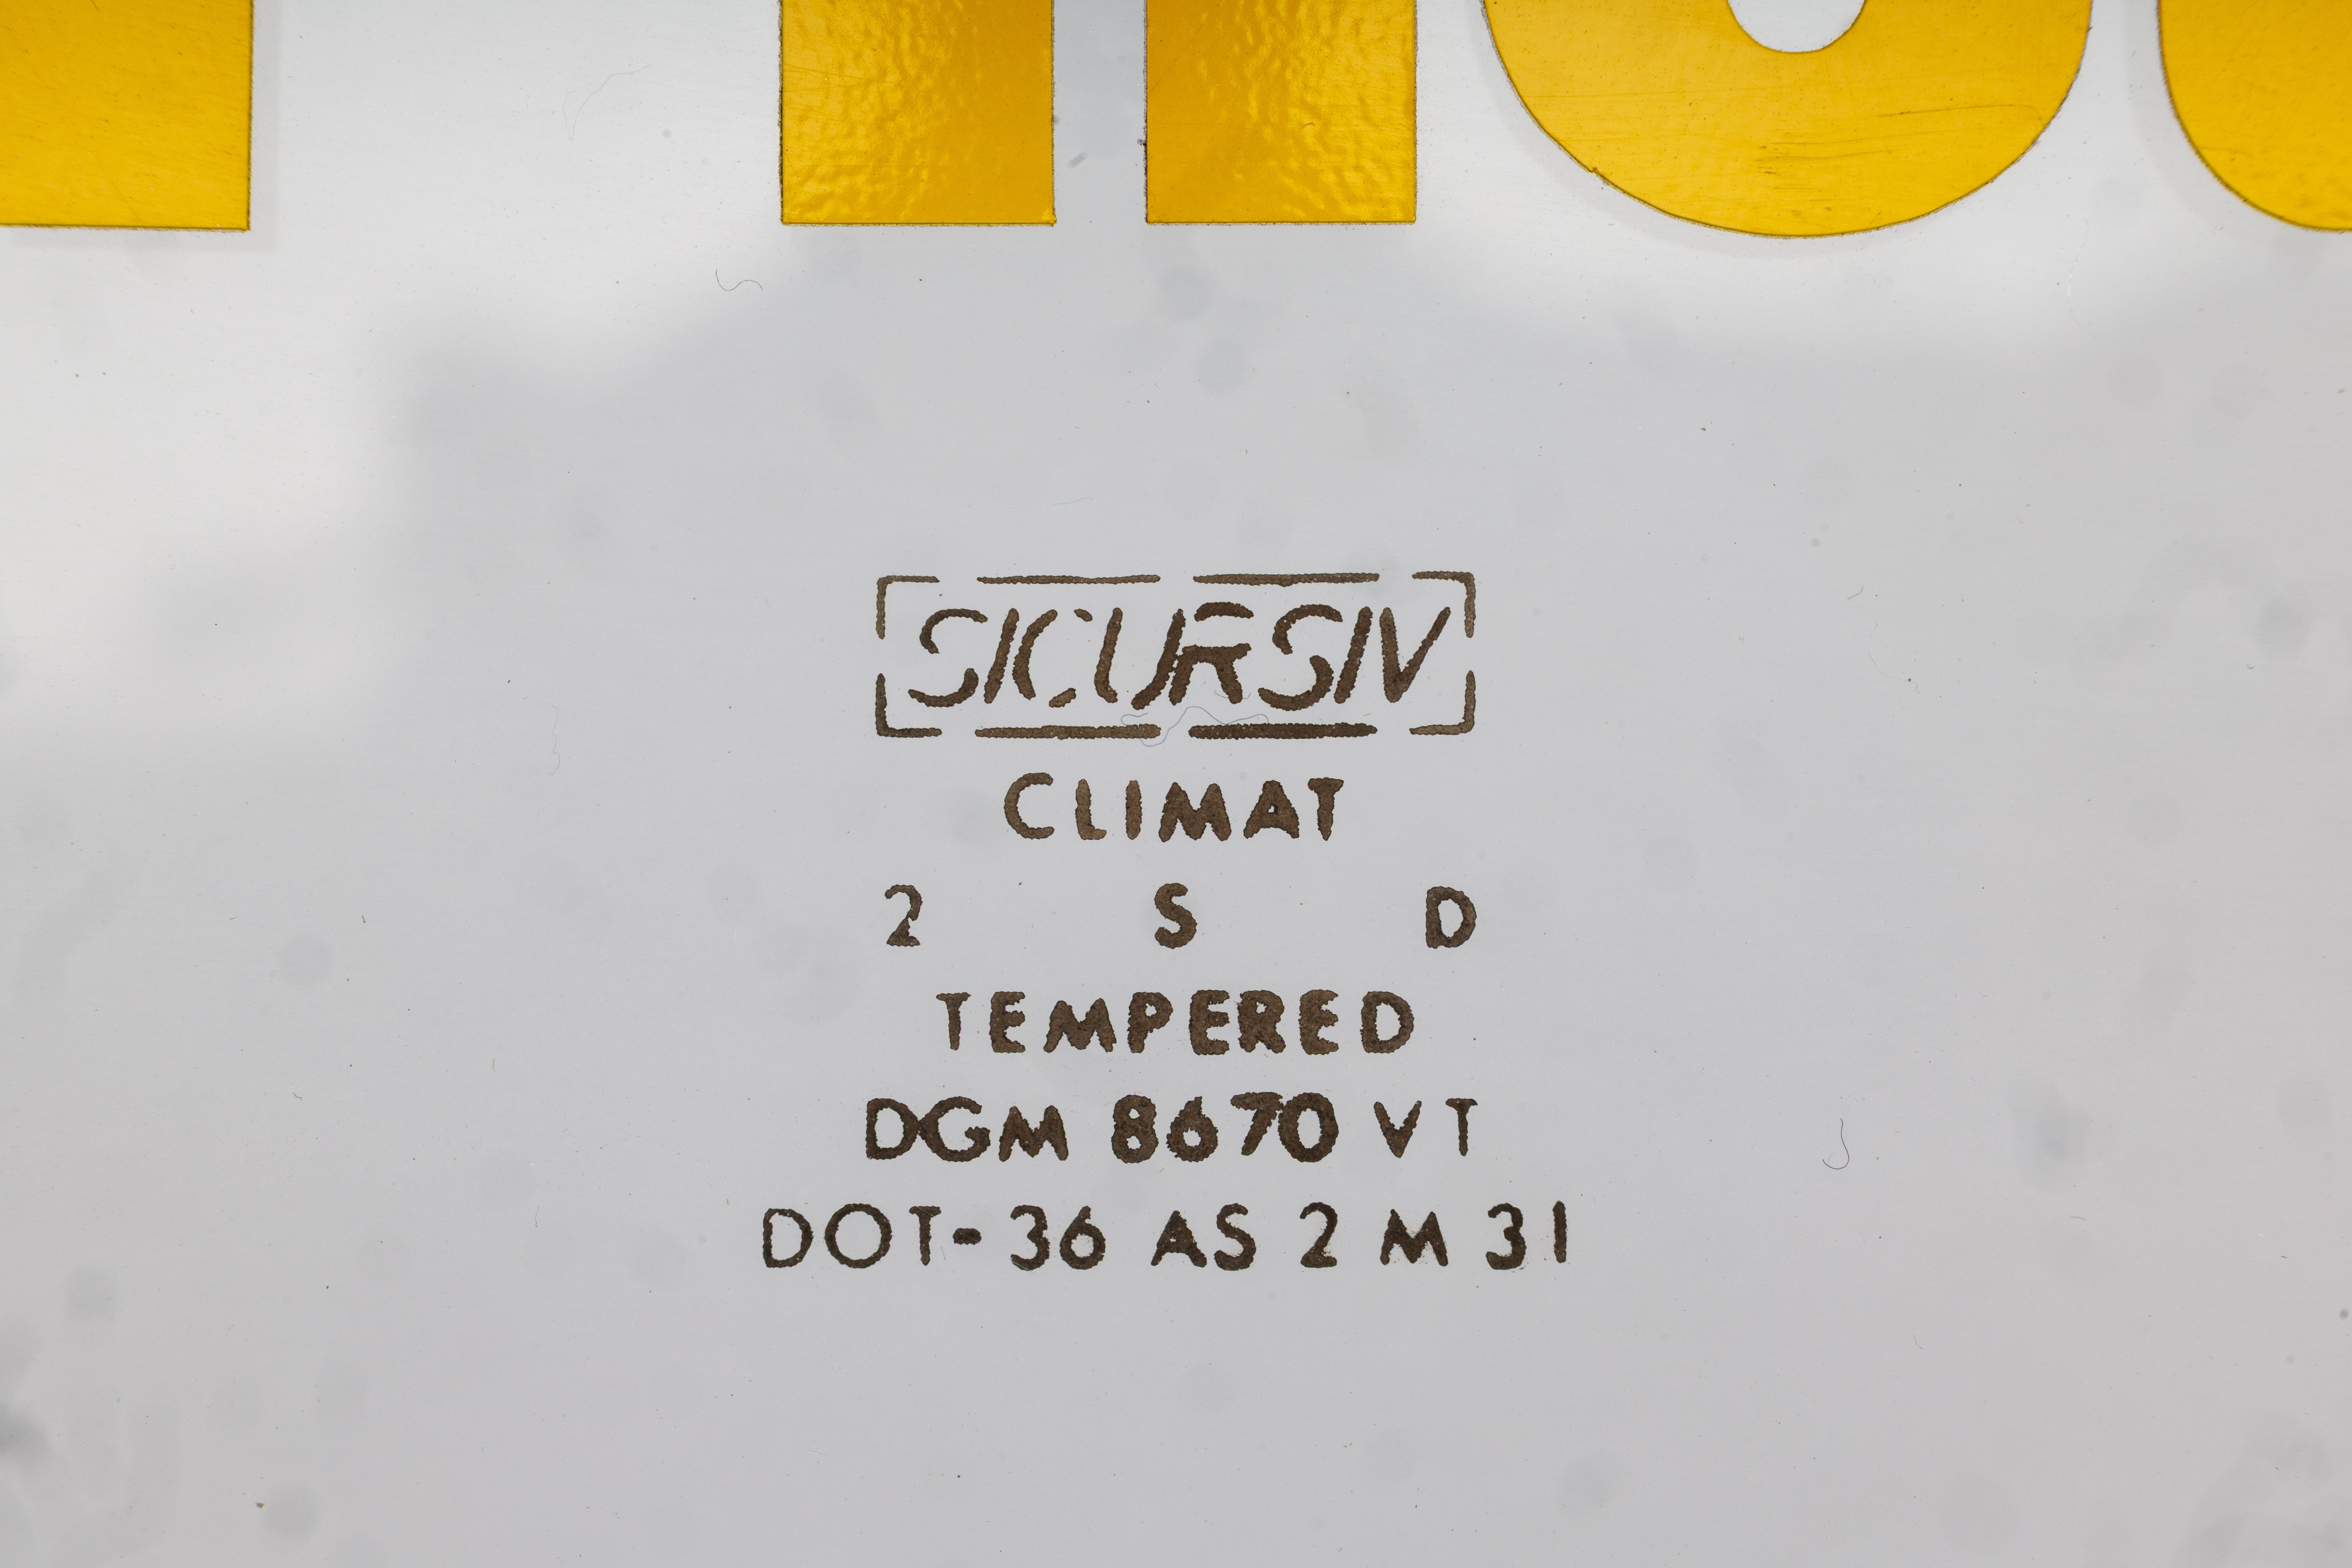 SICURSIV
CLIMAT
2 S D
TEMPERED
DGM 8670 VT
DOT-36 AS 2 M 31